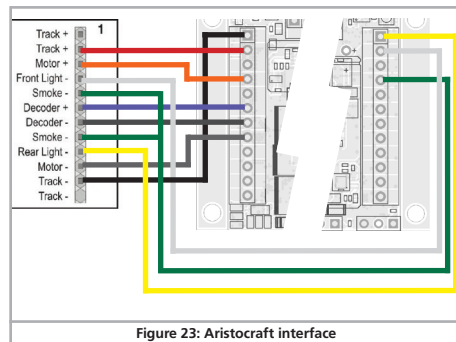 1
Track +
Track +
Motor +
Front Light -
Smoke -
Decoder +
Decoder -
Smoke -
Rear Light -
Motor -
Track -
Track -
Figure 23: Aristocraft interface